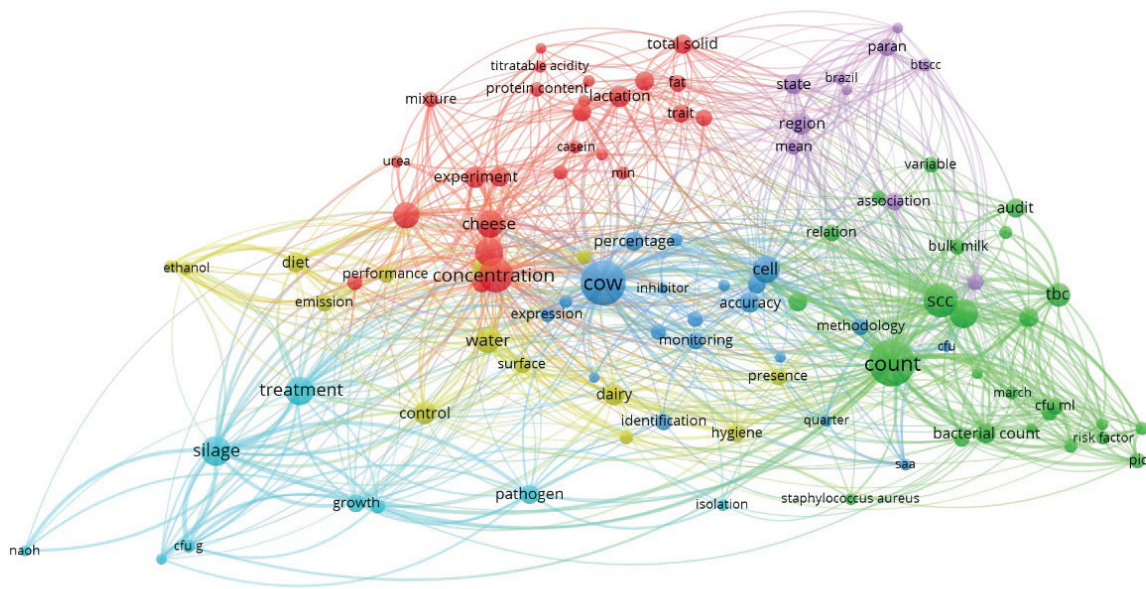 total solid
paran
titratable acidity
btscc
protein content
fat
brazil
state
mixture
lactation
trait
region
casein
mean
urea
min
variable
experiment
association
audit
cheese
relation
percentage
bulk milk
ethanol
diet
performance
concentration
cell
cow
inhibitor
tbc
emission
accuracy
scc
expression
methodology
water
monitoring
cfu
surface
count
presence
treatment
dairy
march
control
cfu ml
identification
quarter
hygiene
bacterial count
risk factor
silage
saa
pic
pathogen
staphylococcus aureus
growth
isolation
cfu g
naoh